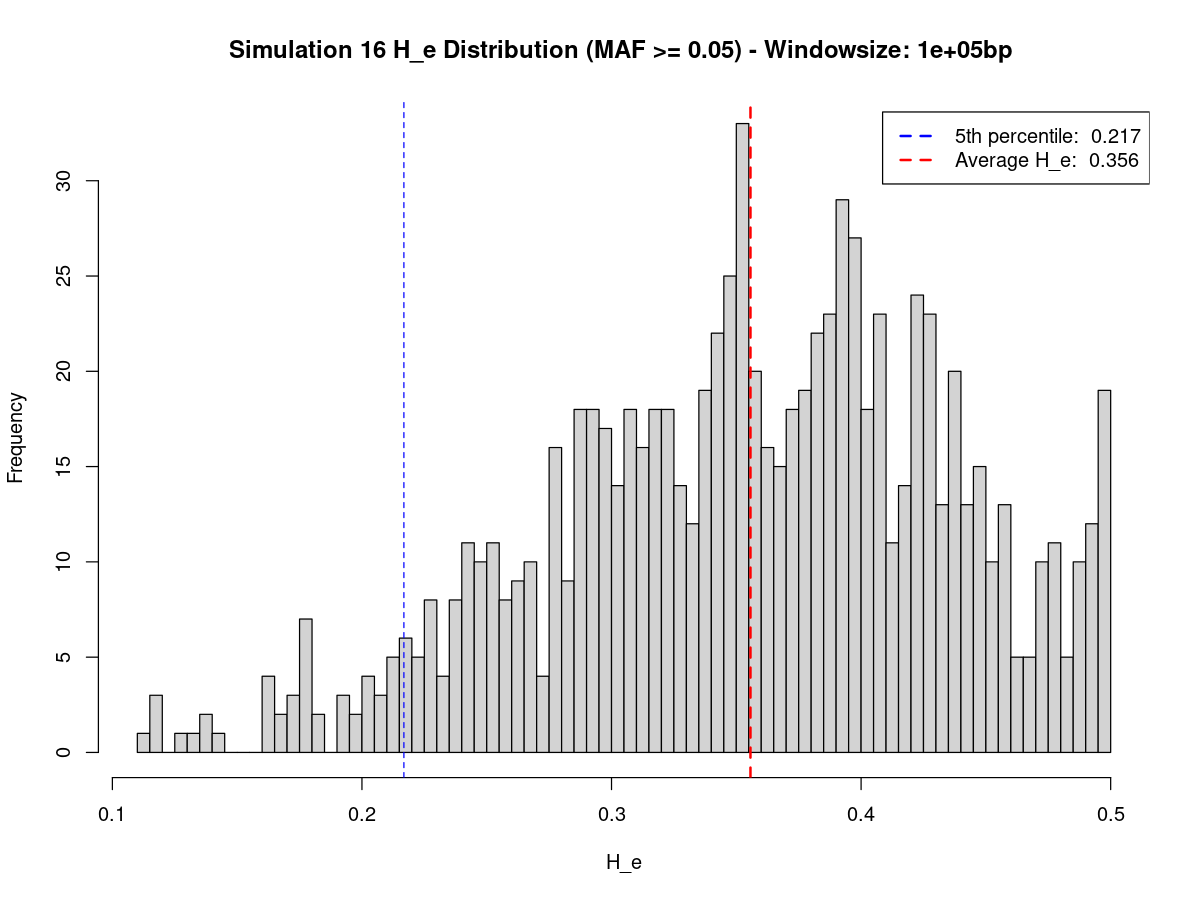 Simulation 16 H_e Distribution (MAF >= 0.05) - Windowsize: 1e+05bp
5th percentile:  0.217
Average H_e:  0.356
Frequency
30
25
20
15
10
5
0
0.1 0.2 0.3 0.4 0.5
H_e